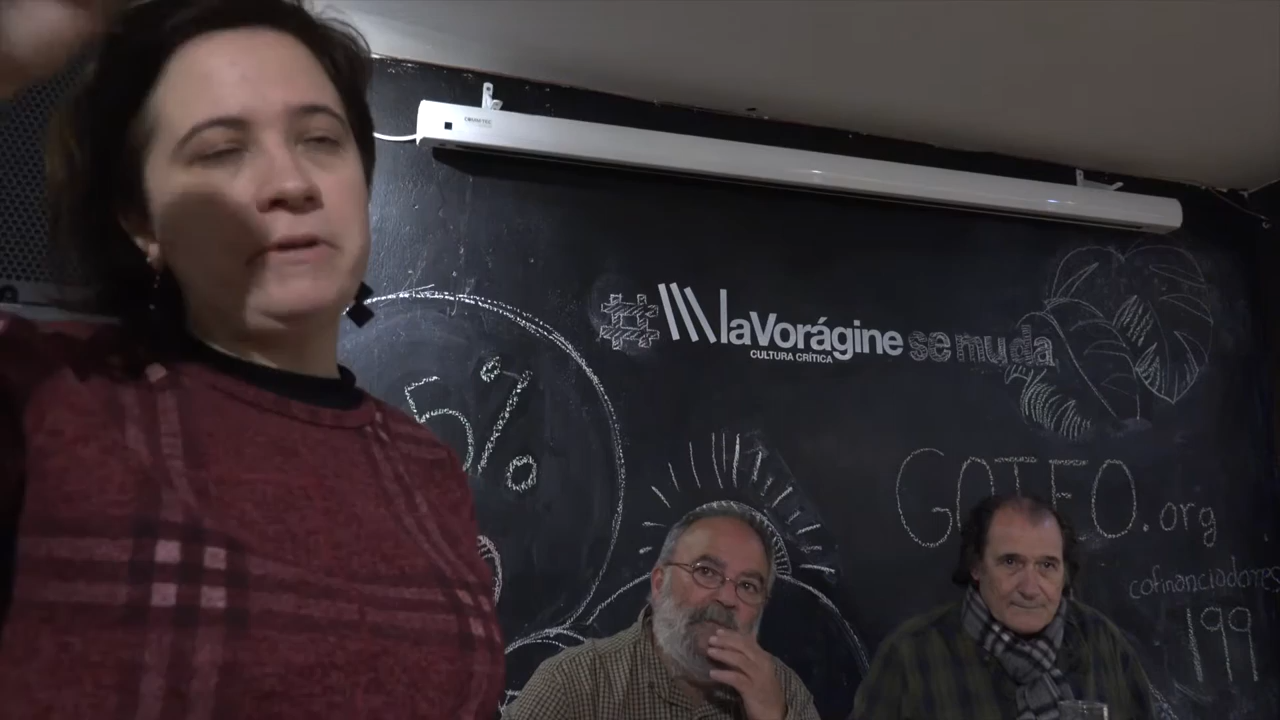 #laVorágine se muda
CULTURA CRÍTICA
5%
GOTEO.org
cofinanciadores
199